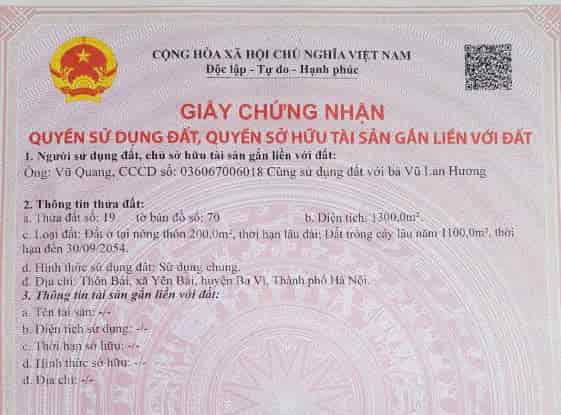 CỘNG HÒA XÃ HỘI CHỦ NGHĨA VIỆT NAM
Độc lập - Tự do - Hạnh phúc
GIẤY CHỨNG NHẬN
QUYỀN SỬ DỤNG ĐẤT, QUYỀN SỞ HỮU TÀI SẢN GẮN LIỀN VỚI ĐẤT
1. Người sử dụng đất, chủ sở hữu tài sản gắn liền với đất:
Ông: Vũ Quang, CCCD số: 036067006018 Cùng sử dụng đất với bà Vũ Lan Hương
2. Thông tin thửa đất:
a. Thửa đất số: 19 tờ bản đồ số: 70 b. Diện tích: 1300,0m².
c. Loại đất: Đất ở tại nông thôn 200,0m², thời hạn lâu dài; Đất trồng cây lâu năm 1100,0m², thời
hạn đến 30/09/2054.
d. Hình thức sử dụng đất: Sử dụng chung.
đ. Địa chỉ: Thôn Bài, xã Yên Bài, huyện Ba Vì, Thành phố Hà Nội.
3. Thông tin tài sản gắn liền với đất:
a. Tên tài sản: -/-
b. Diện tích sử dụng: -/-
c. Thời hạn sở hữu: -/-
d. Hình thức sở hữu: -/-
đ. Địa chỉ: -/-